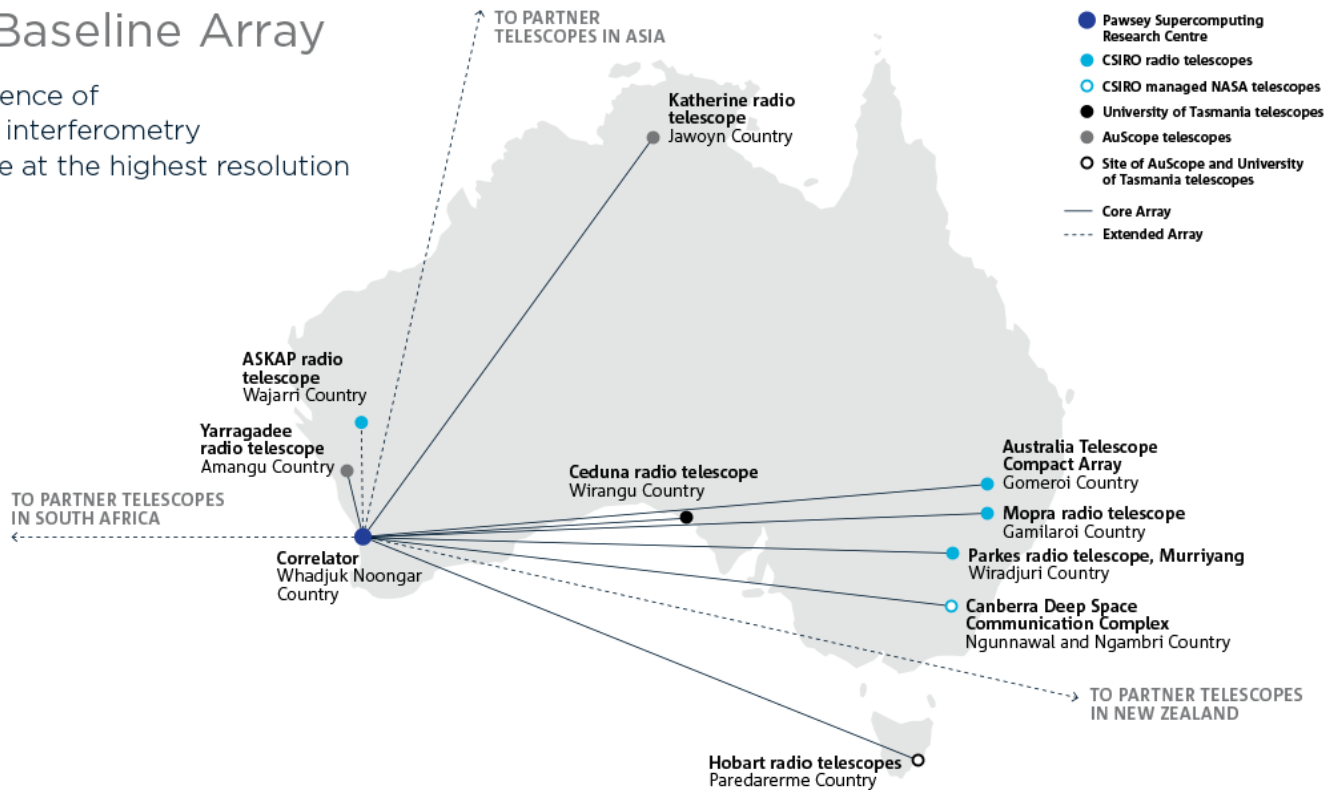 Baseline Array
ence of
interferometry
e at the highest resolution
TO PARTNER
TELESCOPES IN ASIA
Pawsey Supercomputing
Research Centre
CSIRO radio telescopes
CSIRO managed NASA telescopes
University of Tasmania telescopes
AuScope telescopes
Site of AuScope and University
of Tasmania telescopes
Core Array
Extended Array
Katherine radio
telescope
Jawoyn Country
ASKAP radio
telescope
Wajarri Country
Yarragadee
radio telescope
Amangu Country
TO PARTNER TELESCOPES
IN SOUTH AFRICA
Correlator
Whadjuk Noongar
Country
Ceduna radio telescope
Wirangu Country
Australia Telescope
Compact Array
Gomeroi Country
Mopra radio telescope
Gamilaroi Country
Parkes radio telescope, Murriyang
Wiradjuri Country
Canberra Deep Space
Communication Complex
Ngunnawal and Ngambri Country
TO PARTNER TELESCOPES
IN NEW ZEALAND
Hobart radio telescopes
Paredarerme Country